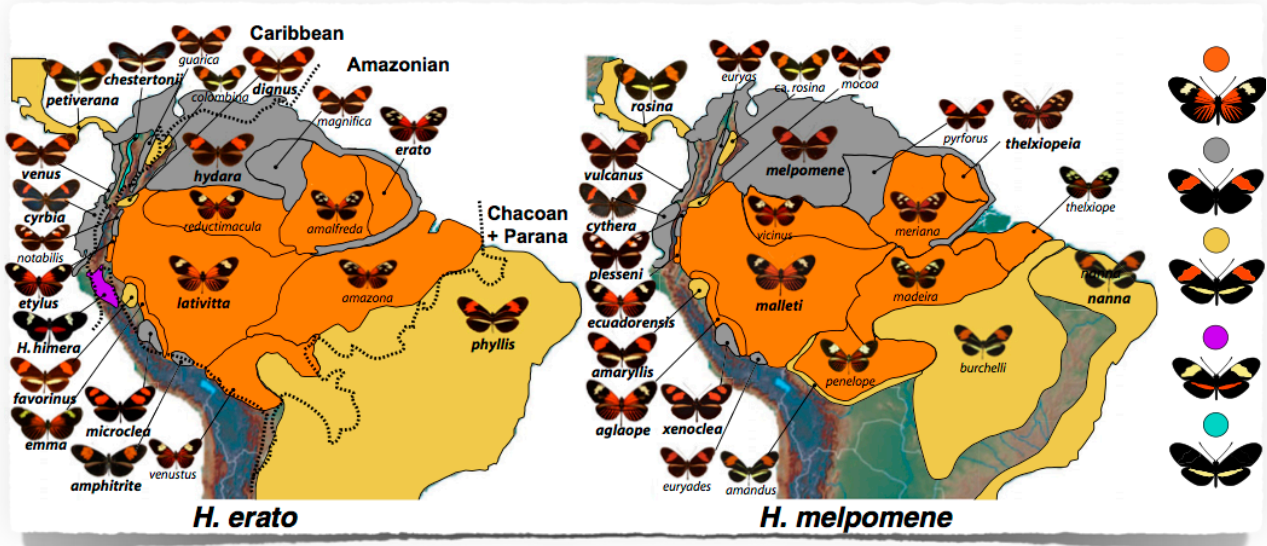 Caribbean
guarica
chestertonii
colombina
dignus
Amazonian
petiverana
magnifica
erato
venus
hydara
cyrbia
Chacoan
+ Parana
reductimacula
amalfreda
notabilis
etylus
lativitta
amazona
phyllis
H. himera
favorinus
emma
microclea
amphitrite
venustus
H. erato
euryas
ca. rosina
mocoa
rosina
pyrforus
thelxiopeia
vulcanus
melpomene
thelxiope
cythera
vicinus
meriana
plesseni
malleti
madeira
nanna
nanna
ecuadorensis
amaryllis
penelope
burchelli
aglaope
xenoclea
euryades
amandus
H. melpomene